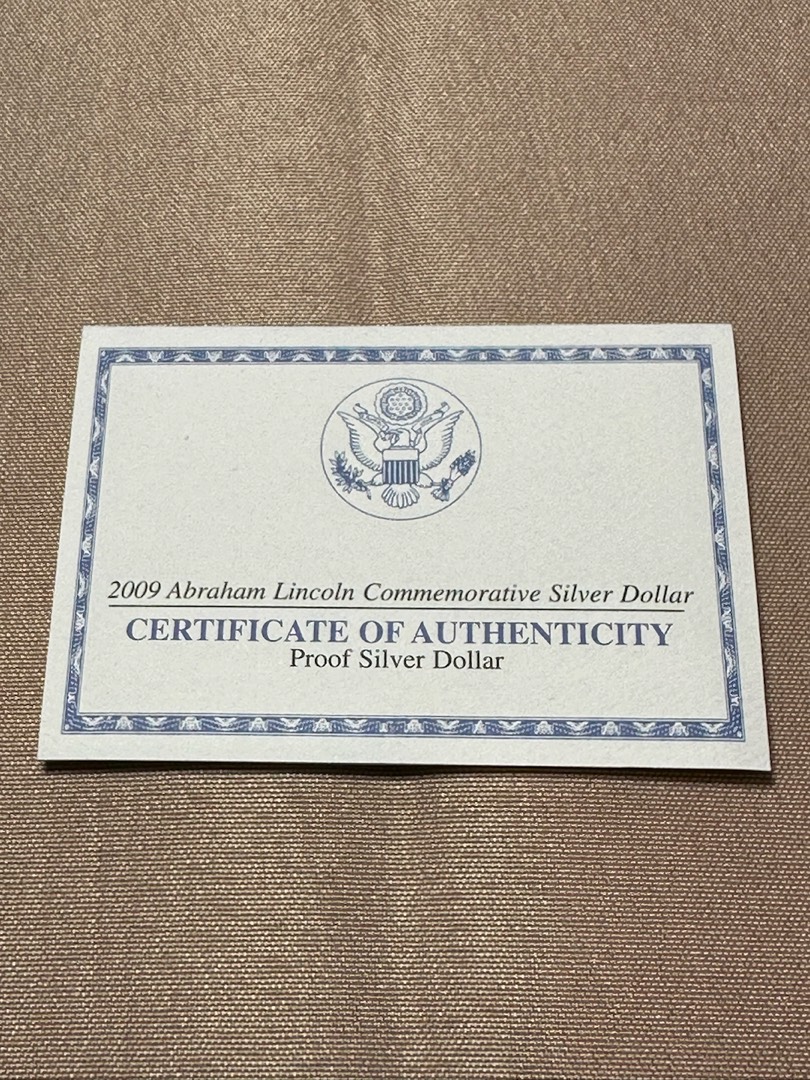 2009 Abraham Lincoln Commemorative Silver Dollar
CERTIFICATE OF AUTHENTICITY
Proof Silver Dollar